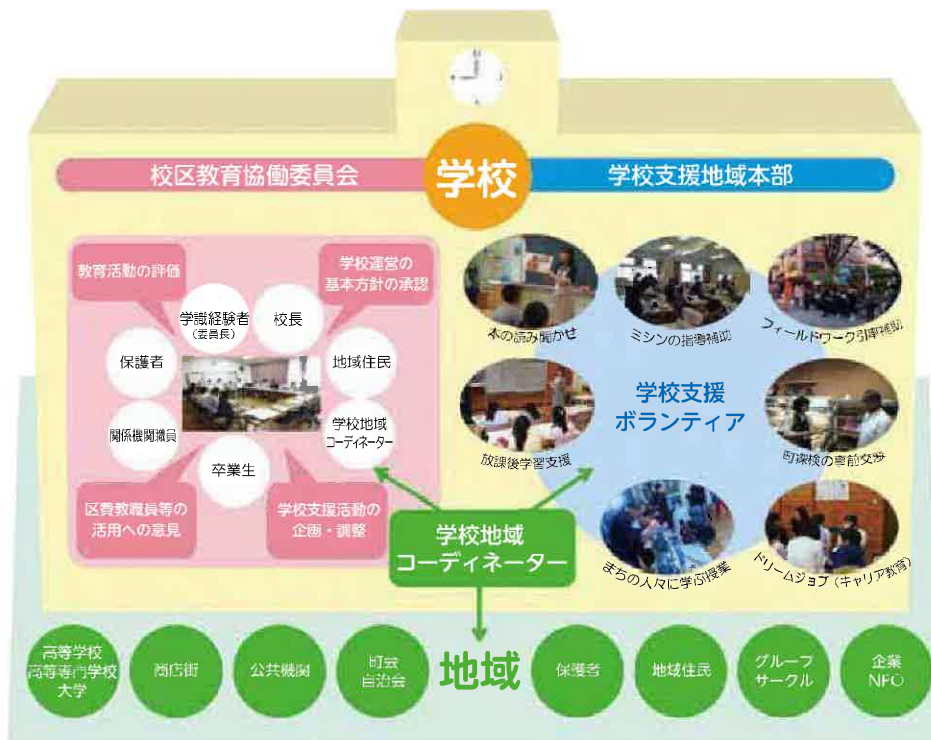 学校
校区教育協働委員会
学校支援地域本部
教育活動の評価
学校運営の
基本方針の承認
学識経験者
(委員長)
校長
保護者
地域住民
関係機関職員
学校地域
コーディネーター
卒業生
区費教職員等の
活用への意見
学校支援活動の
企画・調整
本の読み聞かせ
ミシンの指導補助
フィールドワーク引率補助
学校支援
ボランティア
放課後学習支援
町探検の事前交渉
まちの人々に学ぶ授業
ドリームジョブ(キャリア教育)
学校地域
コーディネーター
高等学校
高等専門学校
大学
商店街
公共機関
町会
自治会
地域
保護者
地域住民
グループ
サークル
企業
NPO